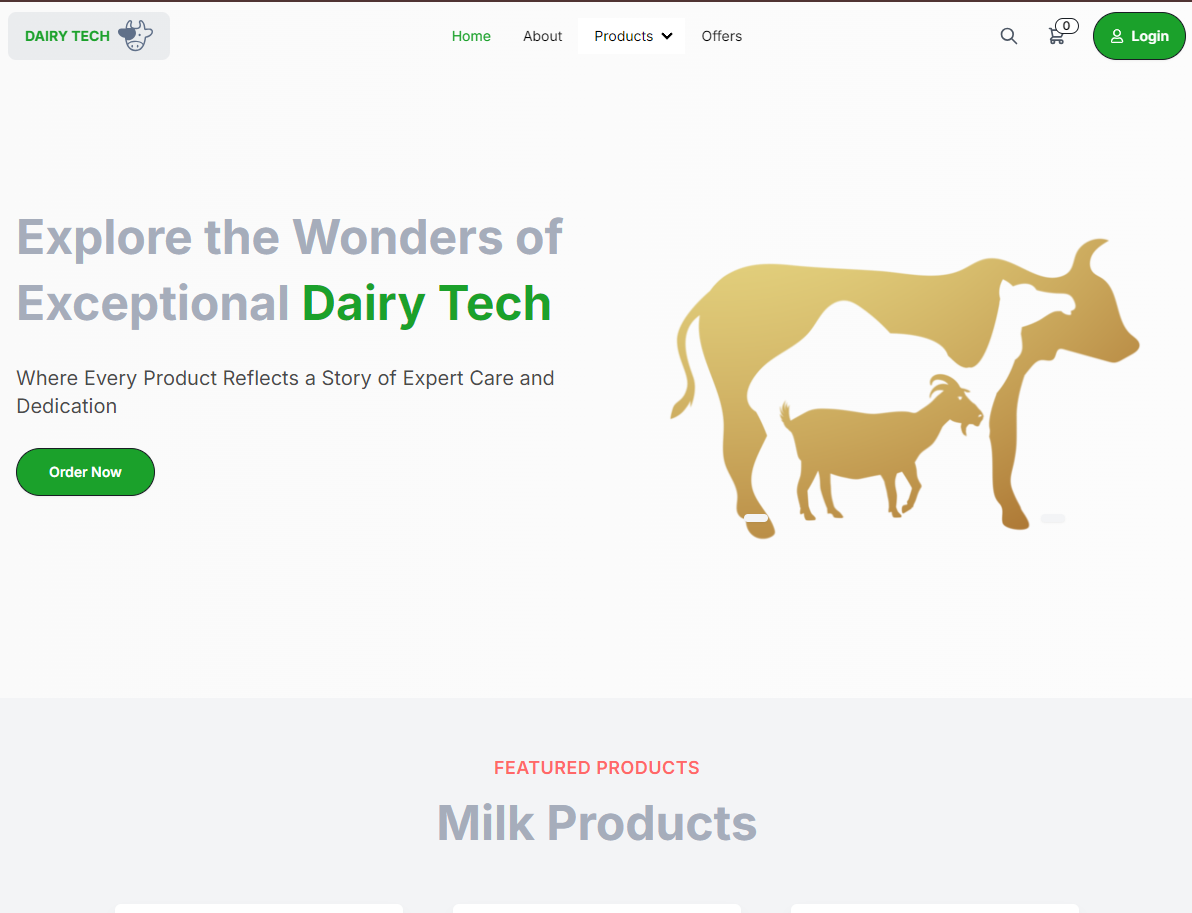 DAIRY TECH
Home
About
Products
Offers
0
Login
Explore the Wonders of
Exceptional Dairy Tech
Where Every Product Reflects a Story of Expert Care and
Dedication
Order Now
FEATURED PRODUCTS
Milk Products